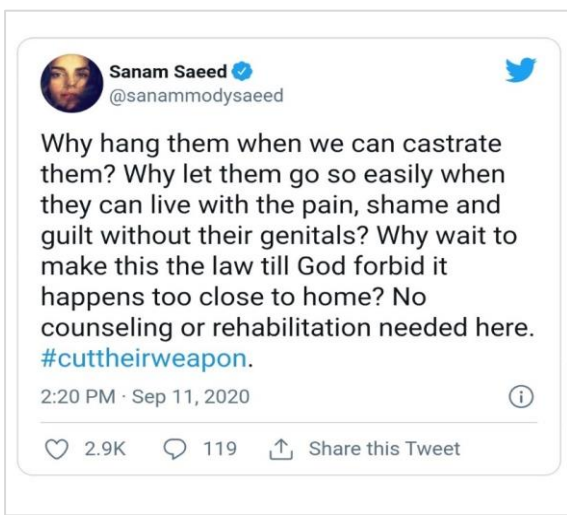 Sanam Saeed
@sanammodysaeed
Why hang them when we can castrate
them? Why let them go so easily when
they can live with the pain, shame and
guilt without their genitals? Why wait to
make this the law till God forbid it
happens too close to home? No
counseling or rehabilitation needed here.
#cuttheirweapon.
2:20 PM · Sep 11, 2020
2.9K 119 Share this Tweet